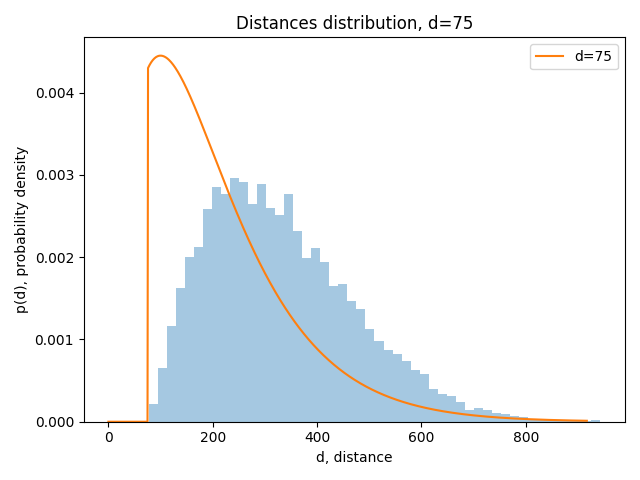 Distances distribution, d=75
d=75
p(d), probability density
0.004
0.003
0.002
0.001
0.000
0
200
400
600
800
d, distance